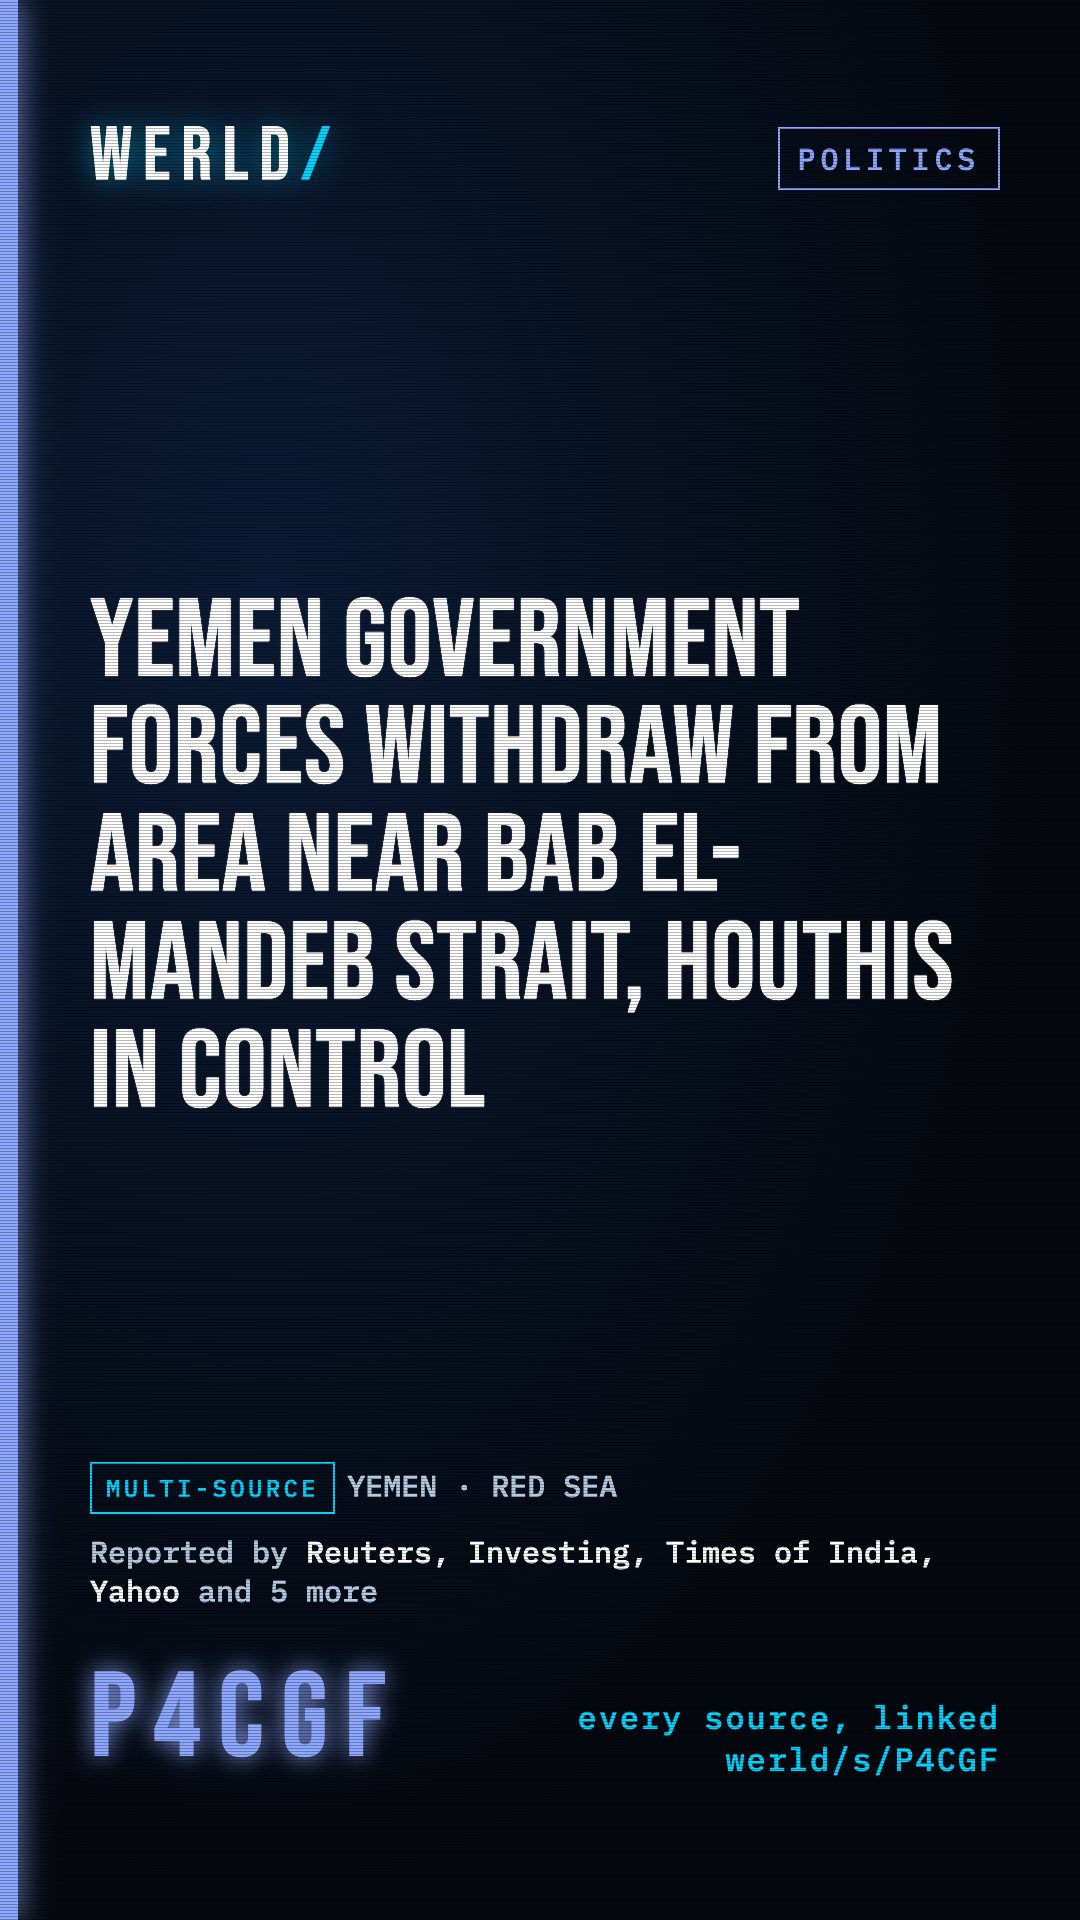 WERLD/
POLITICS
YEMEN GOVERNMENT
FORCES WITHDRAW FROM
AREA NEAR BAB EL-
MANDEB STRAIT, HOUTHIS
IN CONTROL
MULTI-SOURCE YEMEN · RED SEA
Reported by Reuters, Investing, Times of India,
Yahoo and 5 more
P4CGF
every source, linked
werld/s/P4CGF